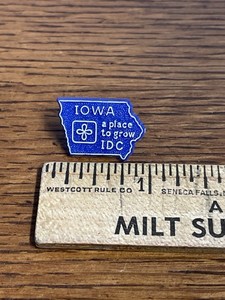 IOWA
a place
to grow
IDC
1
WESTCOTT RULE CO
SENECA FALLS,
A
MILT SU